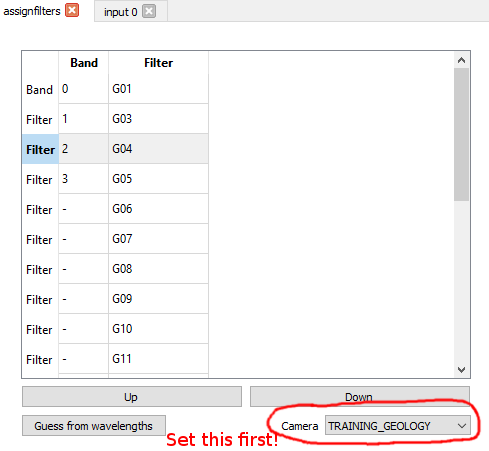 assignfilters input 0
Band Filter
Band 0 G01
Filter 1 G03
Filter 2 G04
Filter 3 G05
Filter - G06
Filter - G07
Filter - G08
Filter - G09
Filter - G10
Filter - G11
Up Down
Guess from wavelengths Camera TRAINING_GEOLOGY
Set this first!